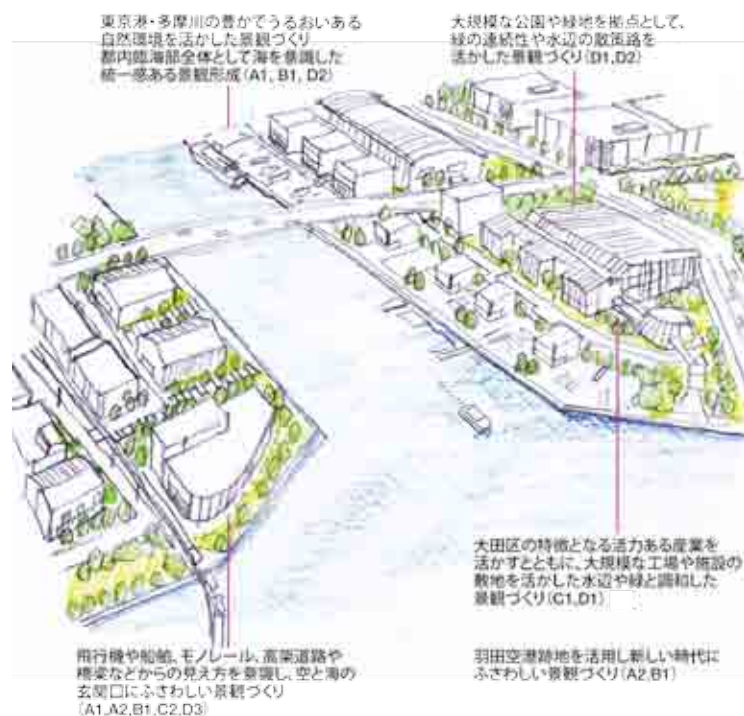 東京港・多摩川の豊かでうるおいある
自然環境を活かした景観づくり
都内臨海部全体として海を意識した
統一感ある景観形成(A1, B1, D2)
大規模な公園や緑地を拠点として、
緑の連続性や水辺の散策路を
活かした景観づくり(D1,D2)
大田区の特徴となる活力ある産業を
活かすとともに、大規模な工場や施設の
敷地を活かした水辺や緑と調和した
景観づくり(C1,D1)
飛行機や船舶、モノレール、高架道路や
橋梁などからの見え方を意識し、空と海の
玄関口にふさわしい景観づくり
(A1,A2,B1,C2,D3)
羽田空港跡地を活用し新しい時代に
ふさわしい景観づくり(A2,B1)